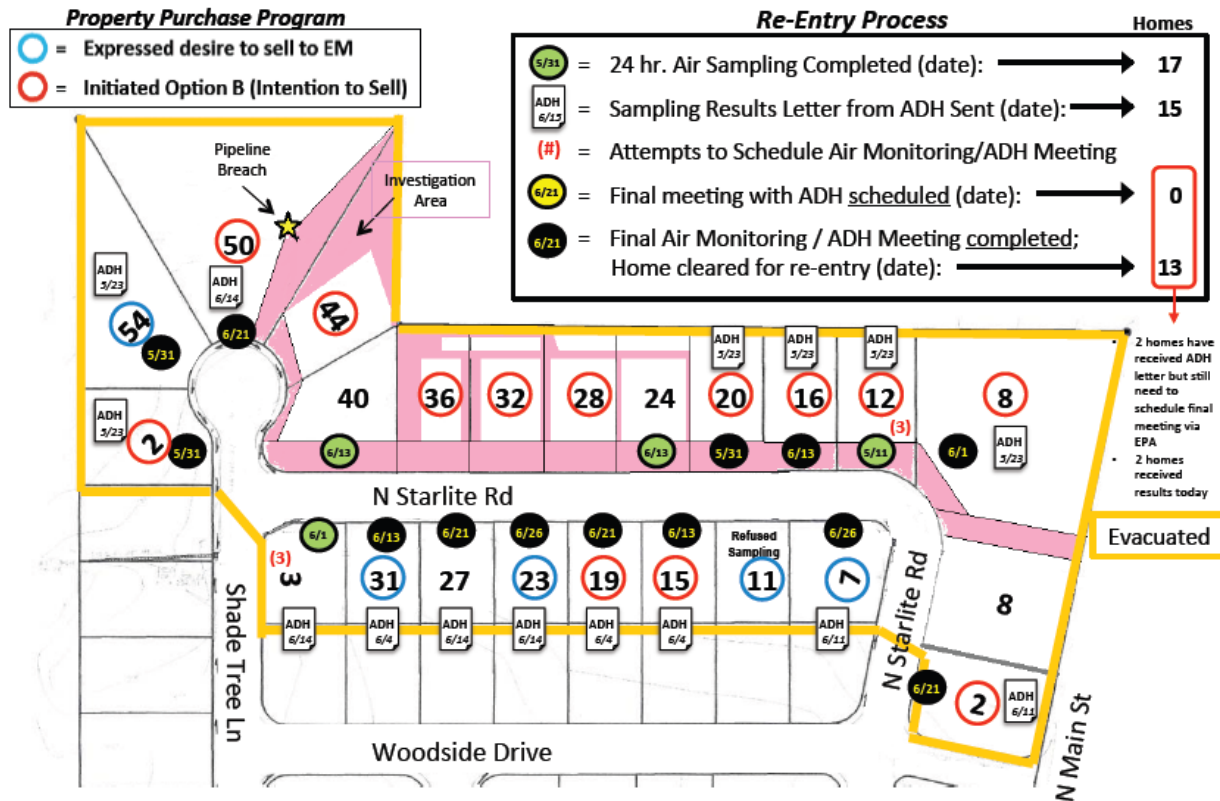 Property Purchase Program
= Expressed desire to sell to EM
= Initiated Option B (Intention to Sell)
Re-Entry Process
Homes
5/31 = 24 hr. Air Sampling Completed (date): 17
ADH
6/15
= Sampling Results Letter from ADH Sent (date): 15
(#) = Attempts to Schedule Air Monitoring/ADH Meeting
6/21 = Final meeting with ADH scheduled (date): 0
6/21 = Final Air Monitoring / ADH Meeting completed;
Home cleared for re-entry (date): 13
• 2 homes have
received ADH
letter but still
need to
schedule final
meeting via
EPA
• 2 homes
received
results today
Evacuated
Pipeline
Breach
Investigation
Area
50
ADH
6/14
6/21
44
ADH
5/23
54
5/31
ADH
5/23
2
5/31
40
6/13
36
32
28
24
6/13
ADH
5/23
20
5/31
ADH
5/23
16
6/13
ADH
5/23
12
(3)
5/11
8
6/1
ADH
5/23
N Starlite Rd
6/1
(3)
3
ADH
6/14
6/13
31
ADH
6/4
6/21
27
ADH
6/14
6/26
23
ADH
6/14
6/21
19
ADH
6/4
6/13
15
ADH
6/4
Refused
Sampling
11
6/26
7
ADH
6/11
N Starlite Rd
8
6/21
2
ADH
6/11
Shade Tree Ln
Woodside Drive
N Main St